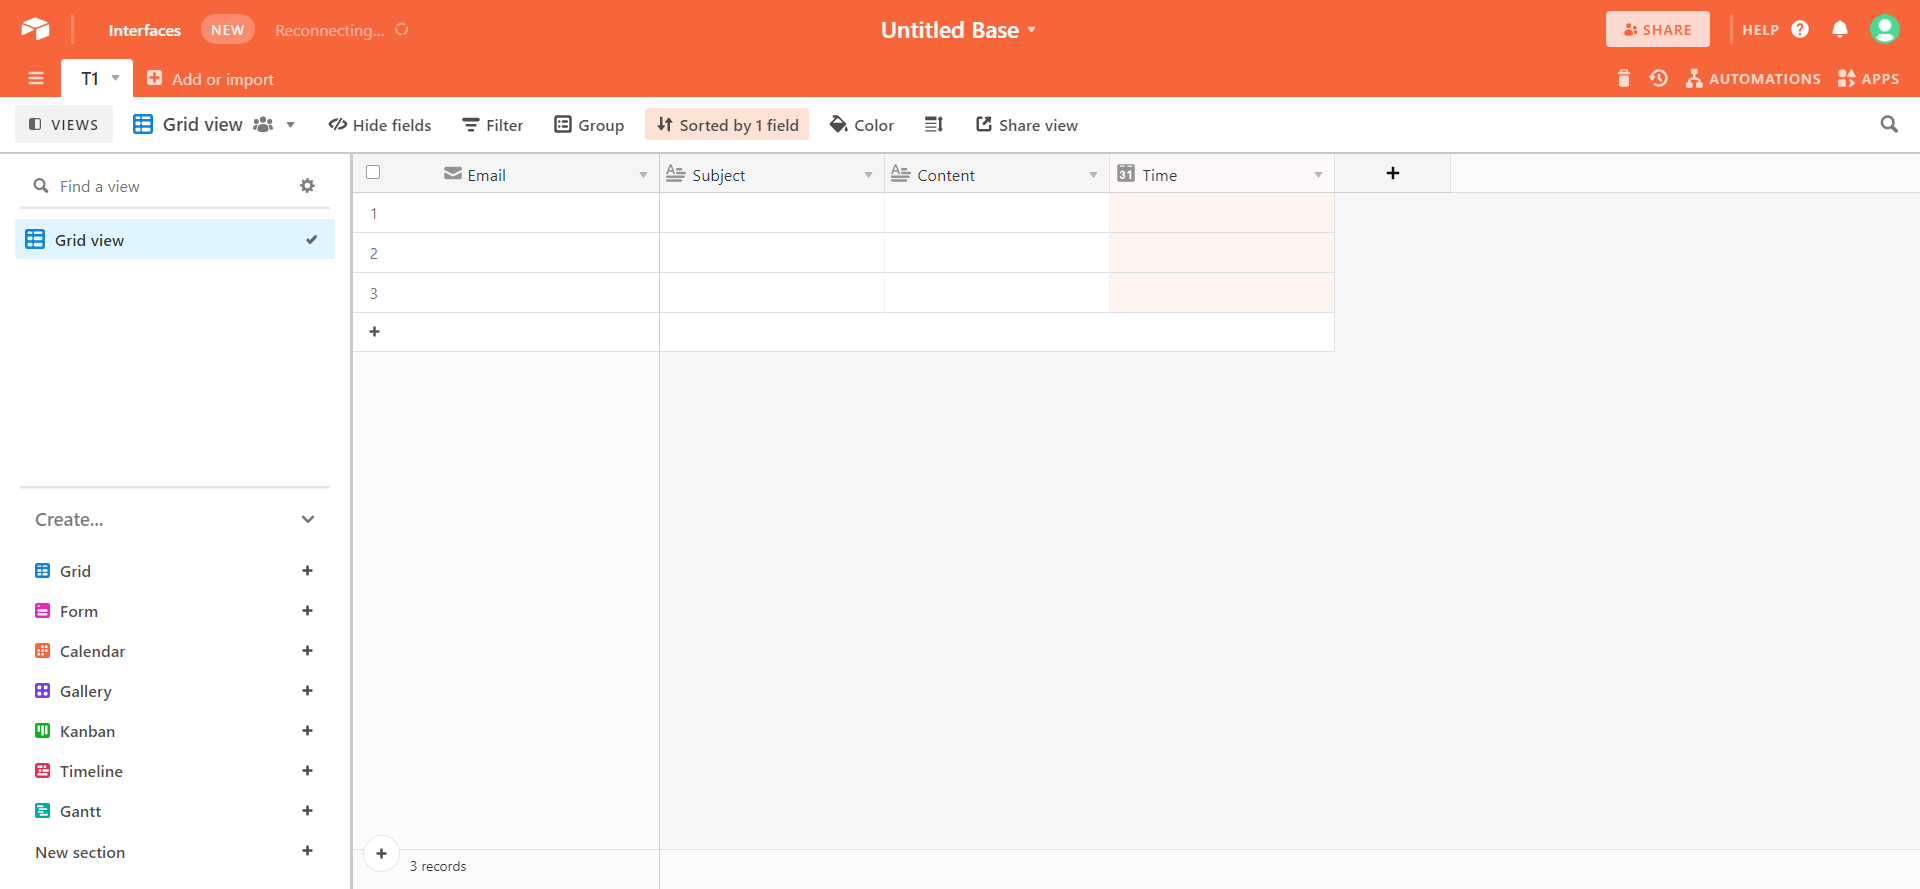 Interfaces NEW Reconnecting... Untitled Base SHARE HELP ?
T1 Add or import AUTOMATIONS APPS
VIEWS Grid view Hide fields Filter Group Sorted by 1 field Color Share view
Find a view
Grid view
Email Subject Content 31 Time +
1
2
3
+
Create...
Grid +
Form +
Calendar +
Gallery +
Kanban +
Timeline +
Gantt +
New section +
+ 3 records